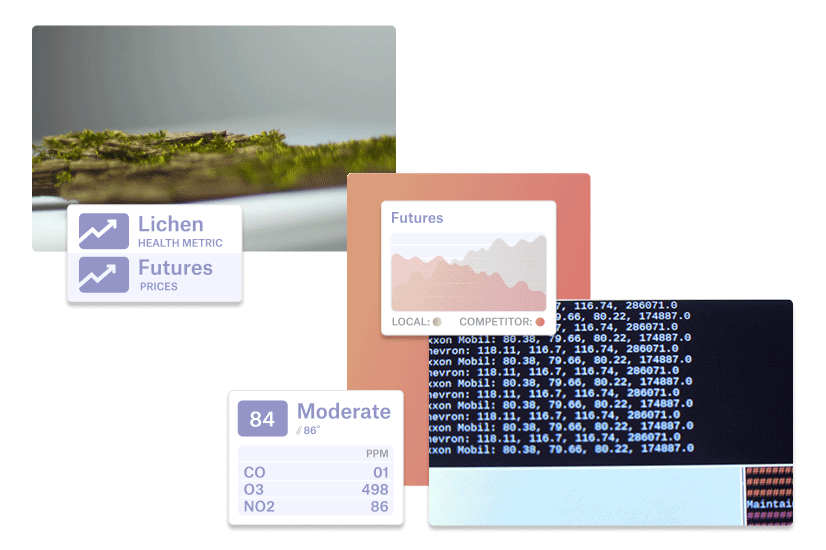 Lichen
HEALTH METRIC
Futures
PRICES
Futures
LOCAL:
COMPETITOR:
84
Moderate
86°
PPM
CO 01
O3 498
NO2 86
7, 116.74, 286071.0
9.66, 80.22, 174887.0
116.74, 286071.0
80.22, 174887.0
xxon Mobil: 80.38, 79.66, 80.22, 174887.0
hevron: 118.11, 116.7, 116.74, 286071.0
xxon Mobil: 80.38, 79.66, 80.22, 174887.0
hevron: 118.11, 116.7, 116.74, 286071.0
xxon Mobil: 80.38, 79.66, 80.22, 174887.0
hevron: 118.11, 116.7, 116.74, 286071.0
xxon Mobil: 80.38, 79.66, 80.22, 174887.0
hevron: 118.11, 116.7, 116.74, 286071.0
xxon Mobil: 80.38, 79.66, 80.22, 174887.0
hevron: 118.11, 116.7, 116.74, 286071.0
xxon Mobil: 80.38, 79.66, 80.22, 174887.0
######
######
######
Maintai
######
######